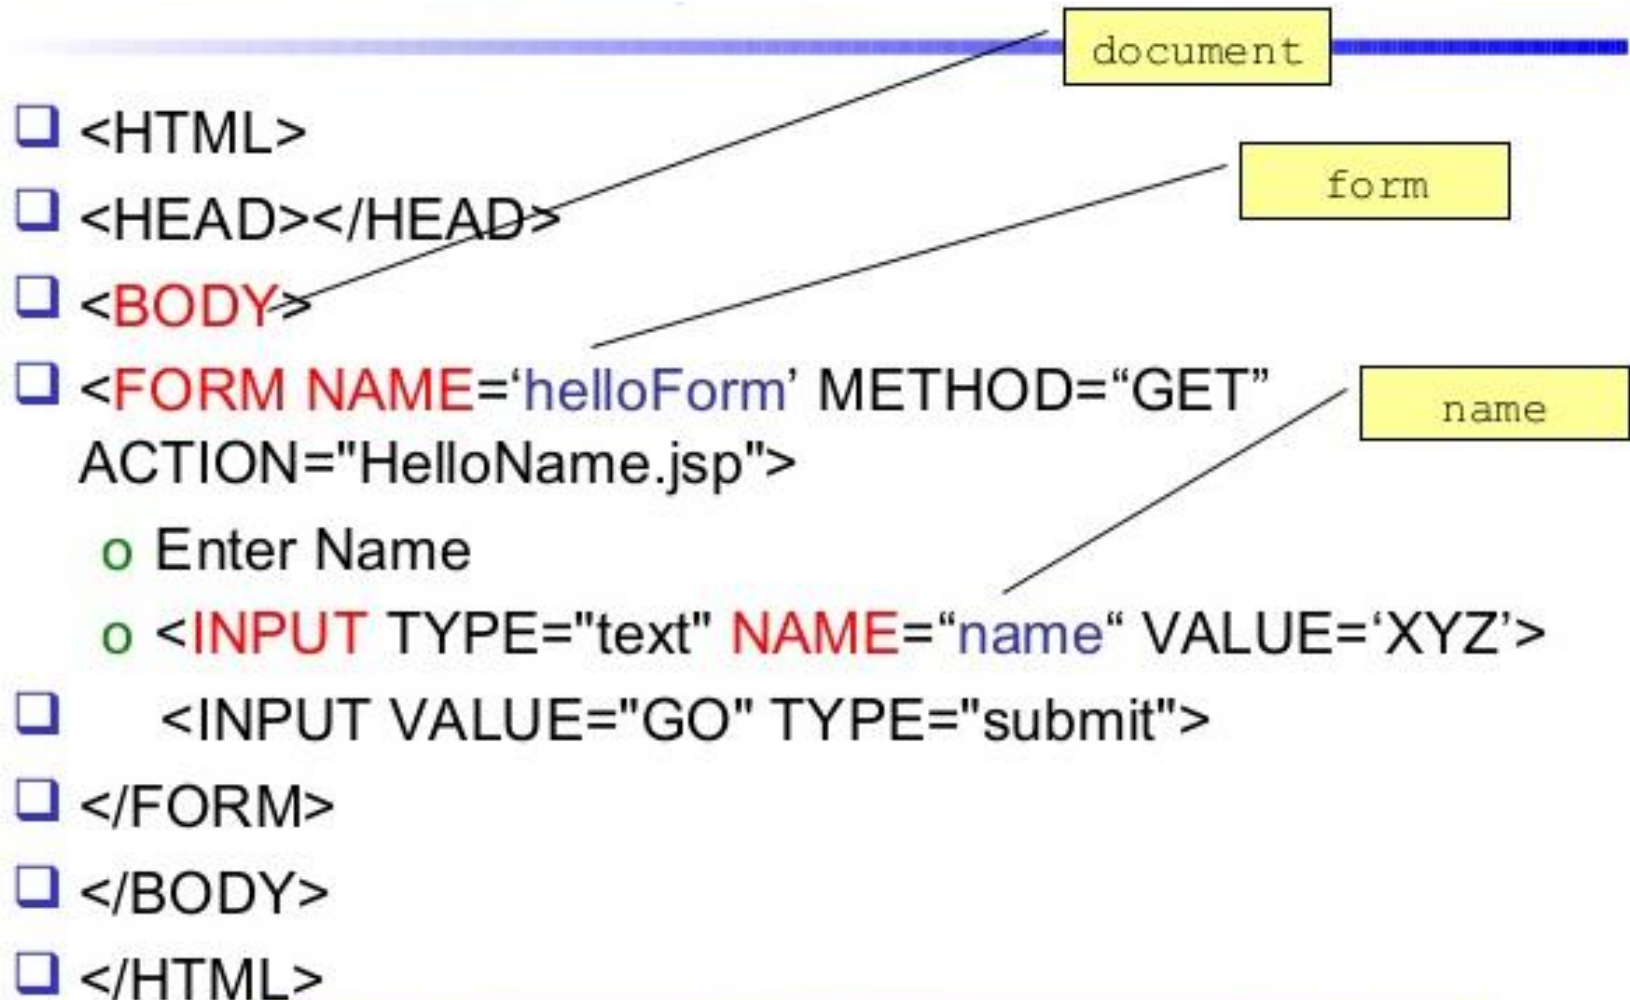 document
<HTML>
form
<HEAD></HEAD>
<BODY>
<FORM NAME=‘helloForm’ METHOD=“GET”
name
ACTION="HelloName.jsp">
o Enter Name
o <INPUT TYPE="text" NAME=“name“ VALUE=‘XYZ’>
<INPUT VALUE="GO" TYPE="submit">
</FORM>
</BODY>
</HTML>